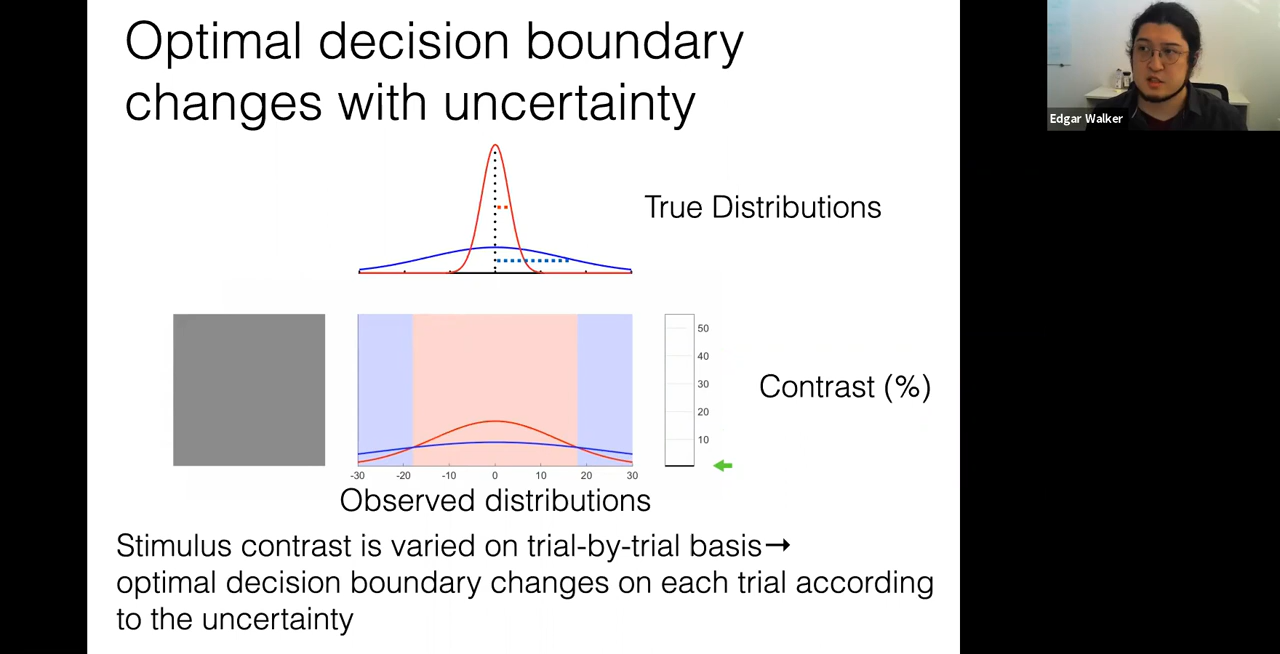 Optimal decision boundary
changes with uncertainty
Edgar Walker
True Distributions
50
40
30
20
10
Contrast (%)
-30 -20 -10 0 10 20 30
Observed distributions
Stimulus contrast is varied on trial-by-trial basis→
optimal decision boundary changes on each trial according
to the uncertainty